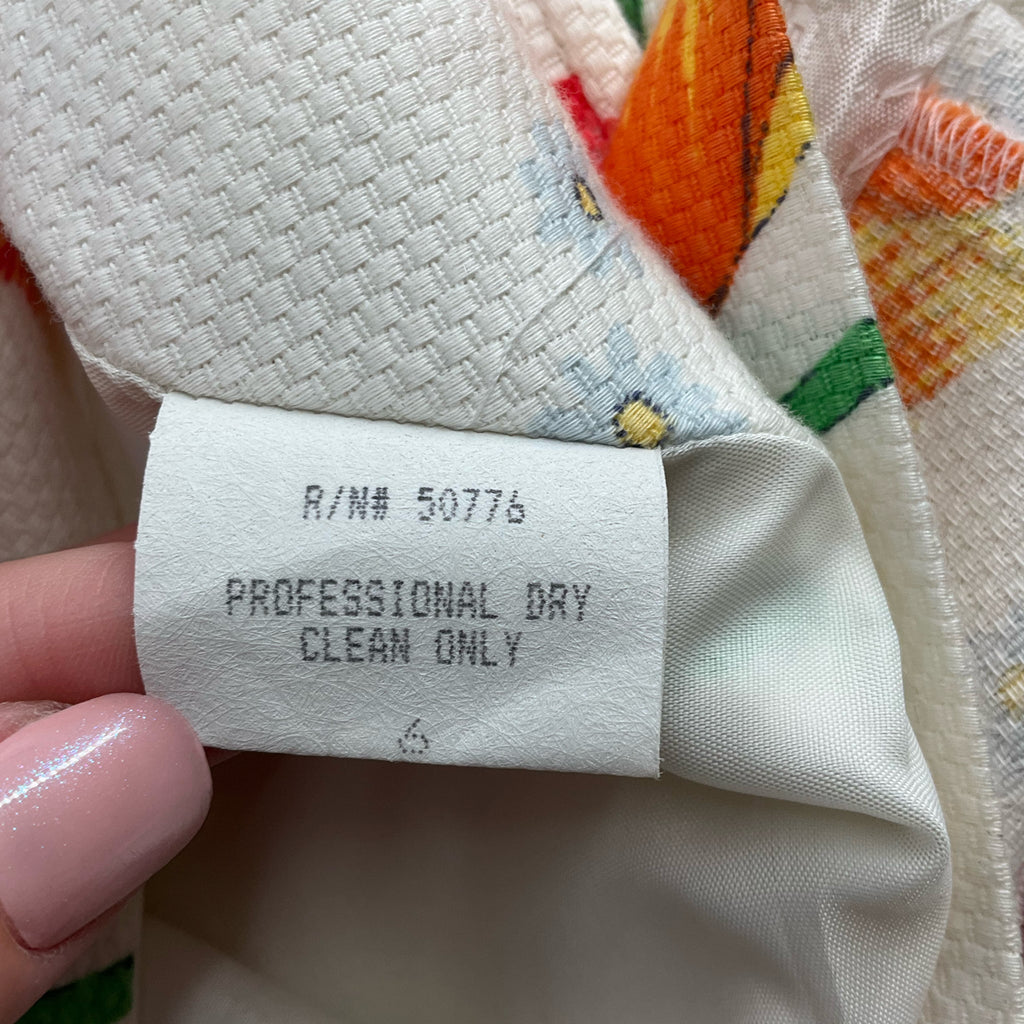 R/N# 50776
PROFESSIONAL DRY
CLEAN ONLY
6